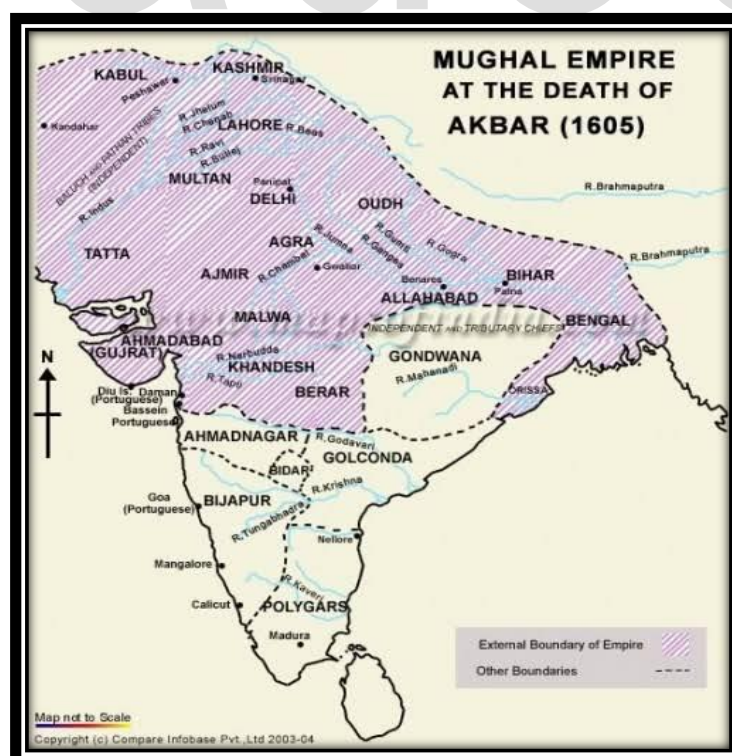 MUGHAL EMPIRE
AT THE DEATH OF
AKBAR (1605)
KABUL
KASHMIR
Peshawar
Srinagar
Kandahar
R.Jhelum
R.Chenab
LAHORE
R.Beas
BALUCH AND PATHAN TRIBES
(INDEPENDENT)
R.Ravi
R.Sutlej
MULTAN
Panipat
DELHI
OUDH
R.Brahmaputra
R.Indus
TATTA
AGRA
R.Jumna
R.Ganges
R.Gumti
R.Gogra
R.Brahmaputra
AJMIR
R.Chambal
Gwalior
Benares
BIHAR
Patna
ALLAHABAD
MALWA
BENGAL
AHMADABAD
(GUJRAT)
INDEPENDENT AND TRIBUTARY CHIEFS
GONDWANA
R.Narbudda
KHANDESH
R.Tapti
BERAR
R.Mahanadi
ORISSA
N
Diu Is.
(Portuguese)
Daman
Bassein
Portuguese
AHMADNAGAR
R.Godavari
GOLCONDA
BIDAR
BIJAPUR
R.Krishna
Goa
(Portuguese)
R.Tungabhadra
Nellore
Mangalore
R.Kaveri
Calicut
POLYGARS
Madura
External Boundary of Empire
Other Boundaries
Map not to Scale
Copyright (c) Compare Infobase Pvt.,Ltd 2003-04